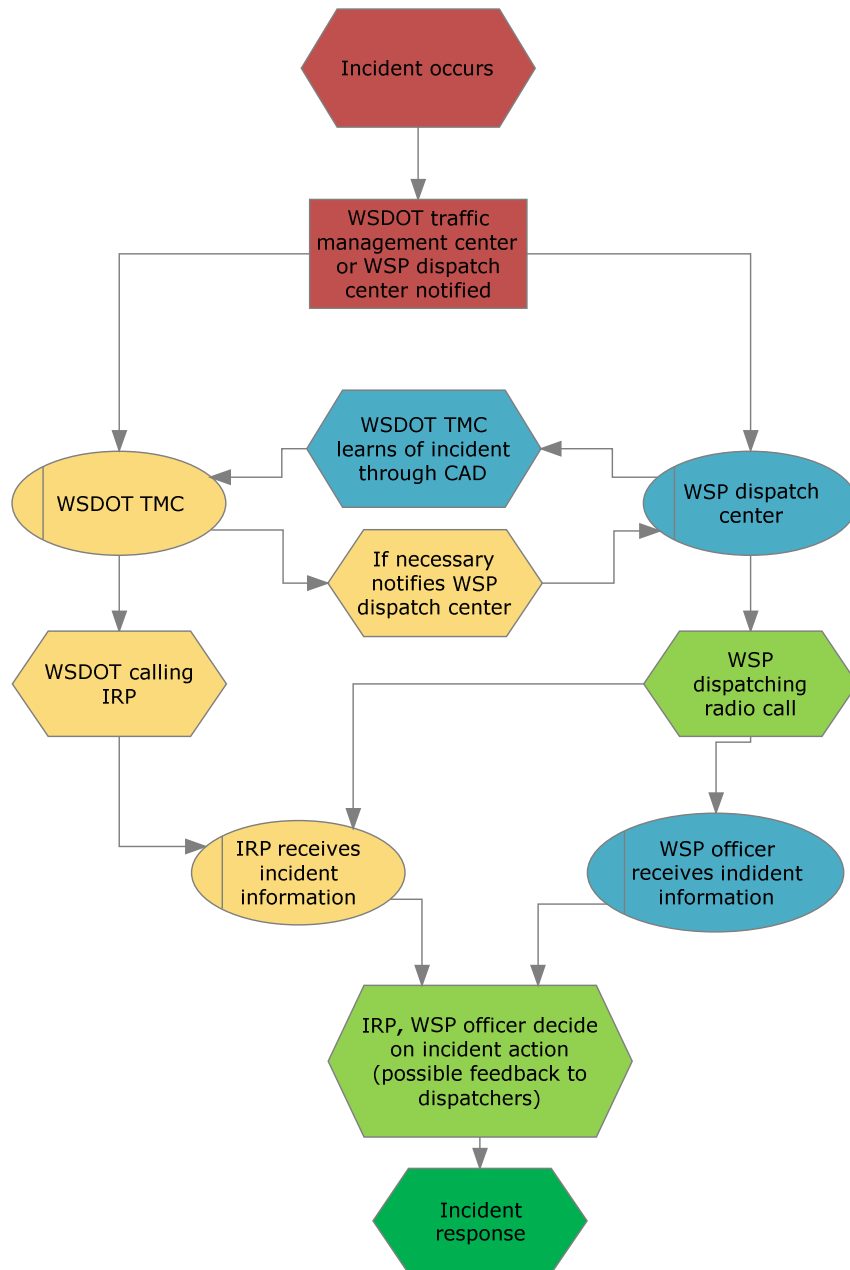 Incident occurs
WSDOT traffic
management center
or WSP dispatch
center notified
WSDOT TMC
learns of incident
through CAD
WSDOT TMC
WSP dispatch
center
If necessary
notifies WSP
dispatch center
WSDOT calling
IRP
WSP
dispatching
radio call
IRP receives
incident
information
WSP officer
receives indident
information
IRP, WSP officer decide
on incident action
(possible feedback to
dispatchers)
Incident
response